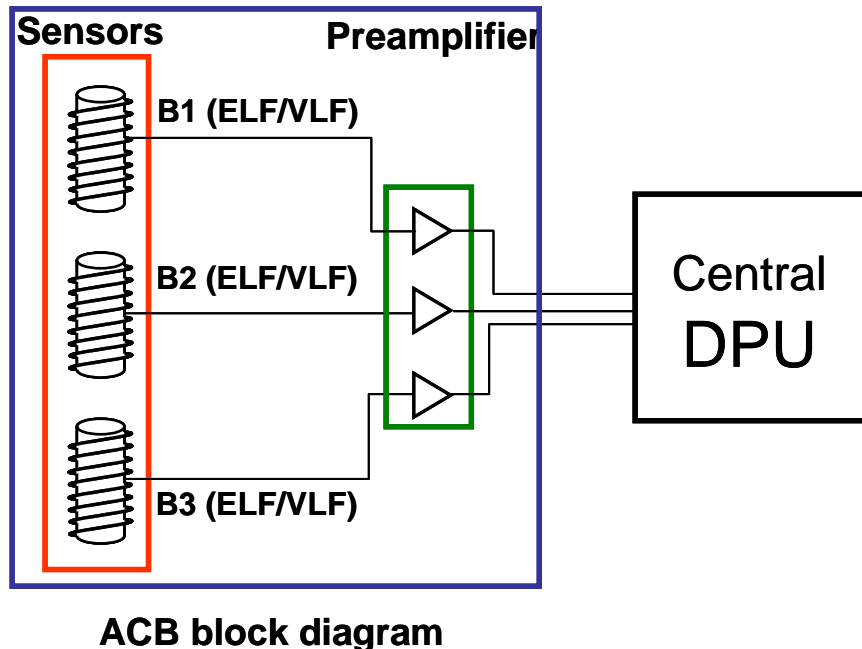 Sensors
Preamplifier
B1 (ELF/VLF)
B2 (ELF/VLF)
B3 (ELF/VLF)
Central
DPU
ACB block diagram